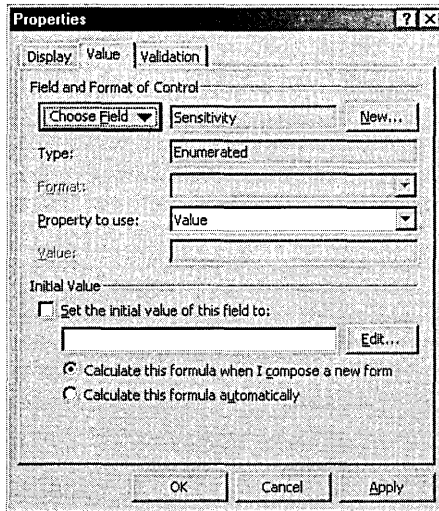 Properties
Display Value Validation
Field and Format of Control
Choose Field Sensitivity New...
Type: Enumerated
Format:
Property to use: Value
Value:
Initial Value
Set the initial value of this field to:
Edit...
Calculate this formula when I compose a new form
Calculate this formula automatically
OK Cancel Apply